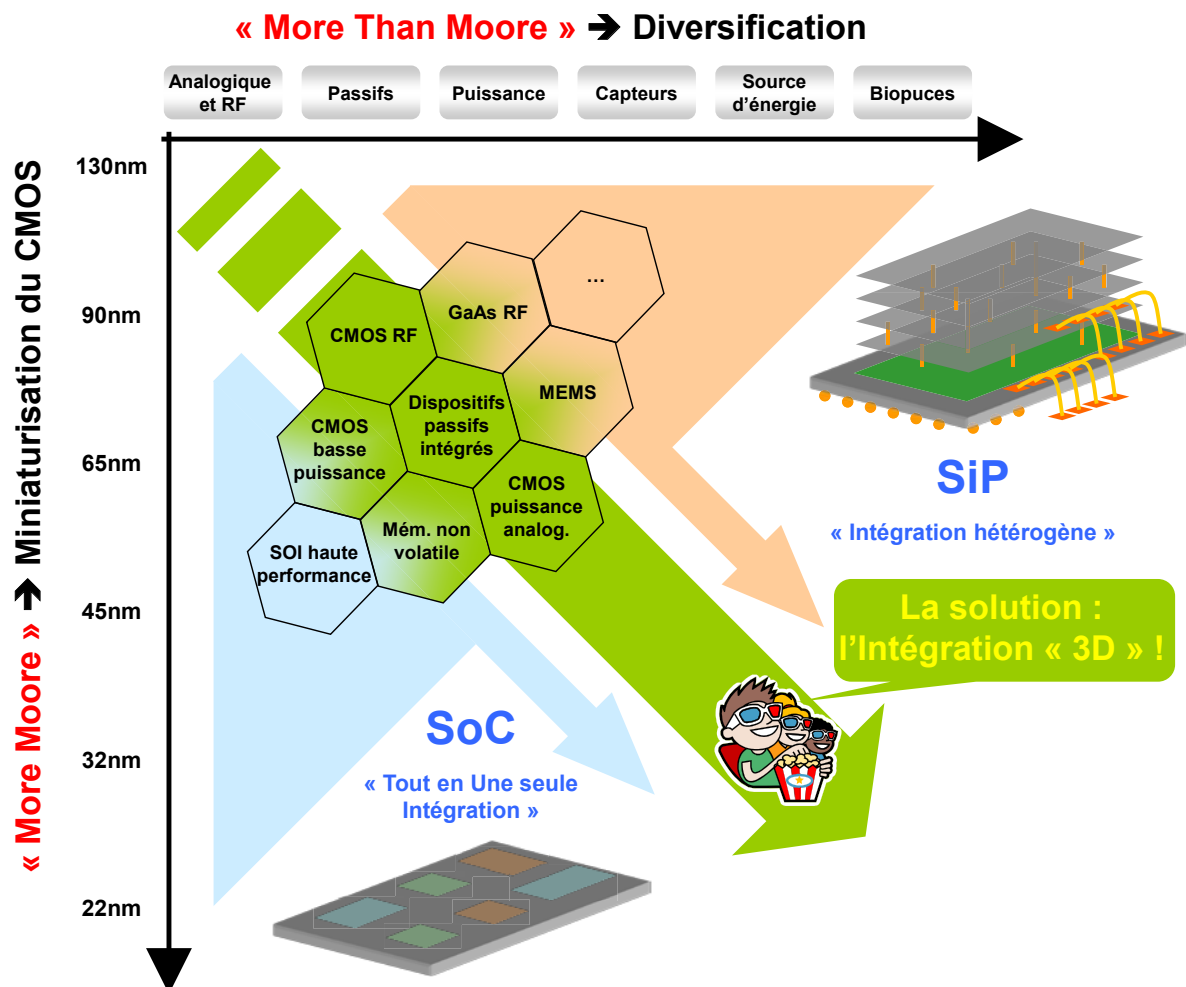 « More Than Moore » ➔ Diversification
Analogique
et RF
Passifs
Puissance
Capteurs
Source
d'énergie
Biopuces
« More Moore » ➔ Miniaturisation du CMOS
130nm
90nm
65nm
45nm
32nm
22nm
...
GaAs RF
CMOS RF
MEMS
Dispositifs
passifs
intégrés
CMOS
basse
puissance
CMOS
puissance
analog.
Mém. non
volatile
SOI haute
performance
SiP
« Intégration hétérogène »
La solution :
l'Intégration « 3D » !
SoC
« Tout en Une seule
Intégration »